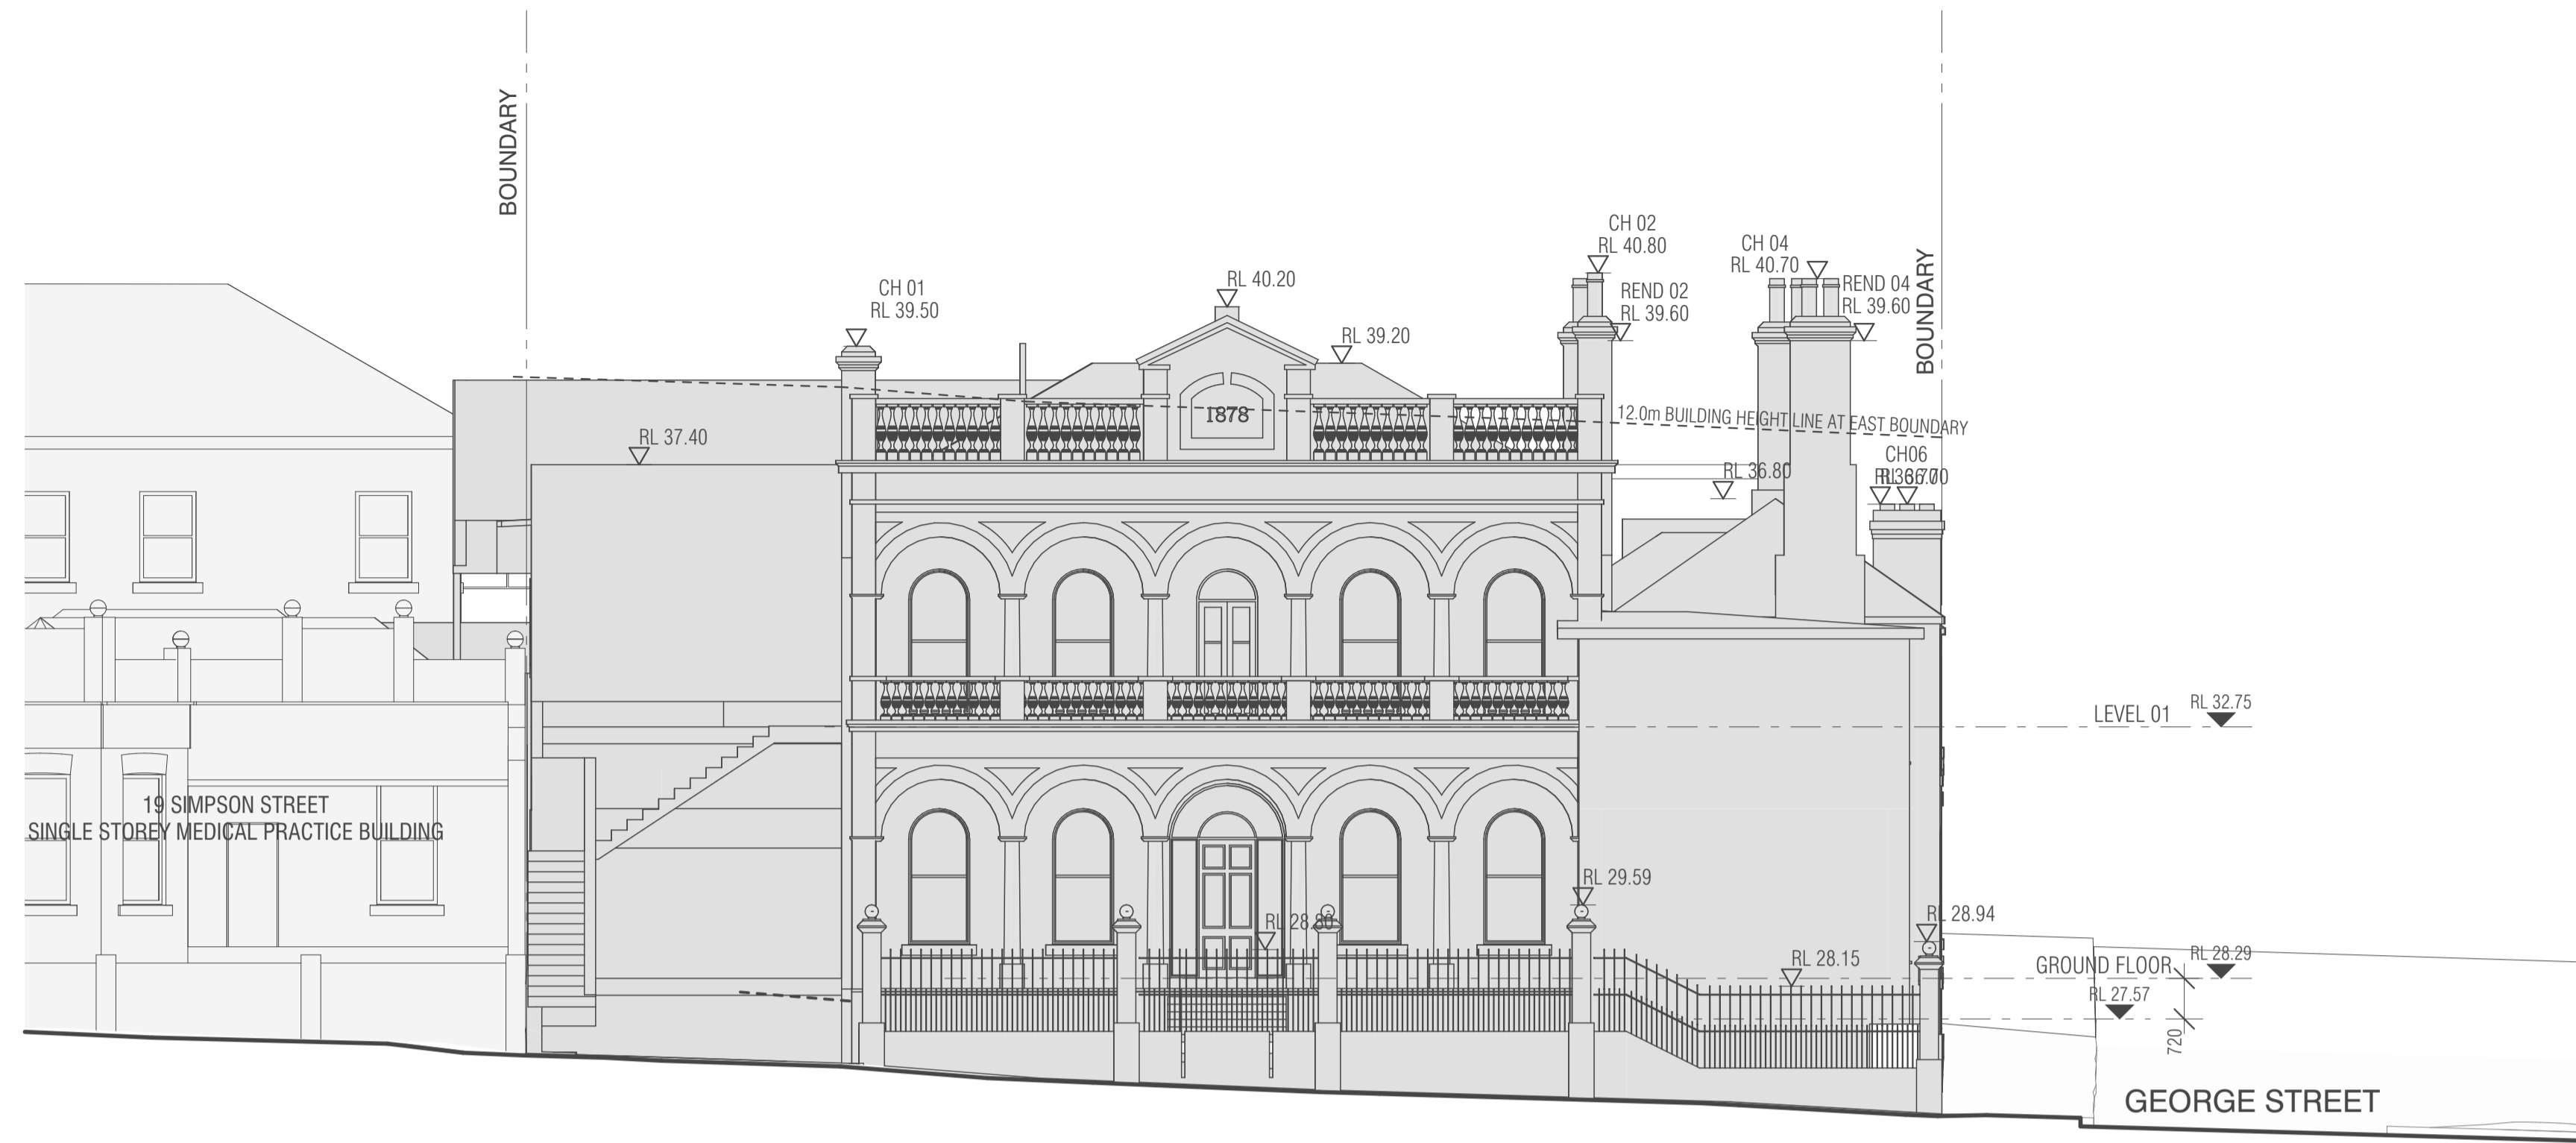 BOUNDARY
CH 02
RL 40.80
CH 04
RL 40.70
BOUNDARY
CH 01
RL 39.50
RL 40.20
REND 02
RL 39.60
REND 04
RL 39.60
RL 39.20
1878
12.0m BUILDING HEIGHT LINE AT EAST BOUNDARY
RL 37.40
RL 36.80
CH06
LEVEL 01
RL 32.75
19 SIMPSON STREET
SINGLE STOREY MEDICAL PRACTICE BUILDING
RL 29.59
RL 28.80
RL 28.94
RL 28.15
GROUND FLOOR
RL 28.29
RL 27.57
720
GEORGE STREET